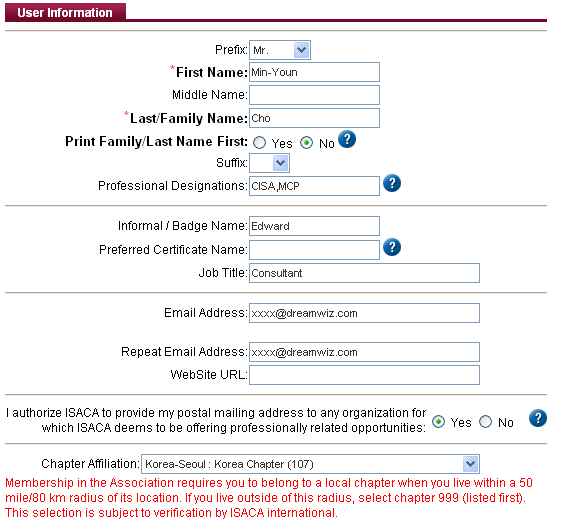 User Information
Prefix: Mr.
*First Name: Min-Youn
Middle Name:
*Last/Family Name: Cho
Print Family/Last Name First: Yes No ?
Suffix:
Professional Designations: CISA,MCP ?
Informal / Badge Name: Edward
Preferred Certificate Name: ?
Job Title: Consultant
Email Address: xxxx@dreamwiz.com
Repeat Email Address: xxxx@dreamwiz.com
WebSite URL:
I authorize ISACA to provide my postal mailing address to any organization for
which ISACA deems to be offering professionally related opportunities: Yes No ?
Chapter Affiliation: Korea-Seoul : Korea Chapter (107)
Membership in the Association requires you to belong to a local chapter when you live within a 50
mile/80 km radius of its location. If you live outside of this radius, select chapter 999 (listed first).
This selection is subject to verification by ISACA international.